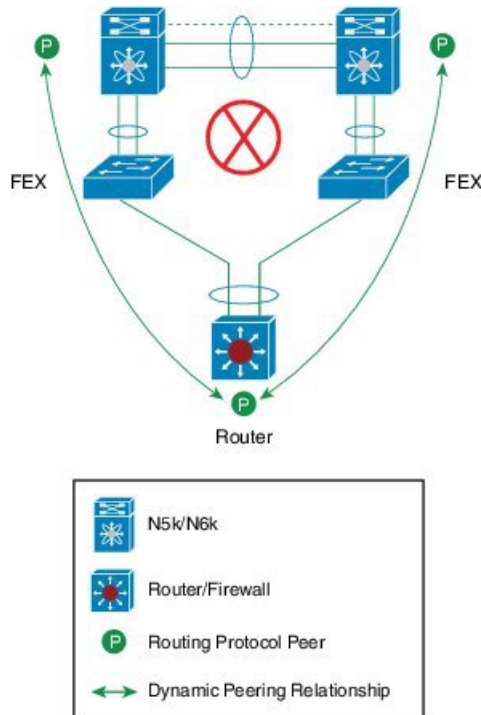 P
P
FEX
FEX
P
Router
N5k/N6k
Router/Firewall
P Routing Protocol Peer
Dynamic Peering Relationship